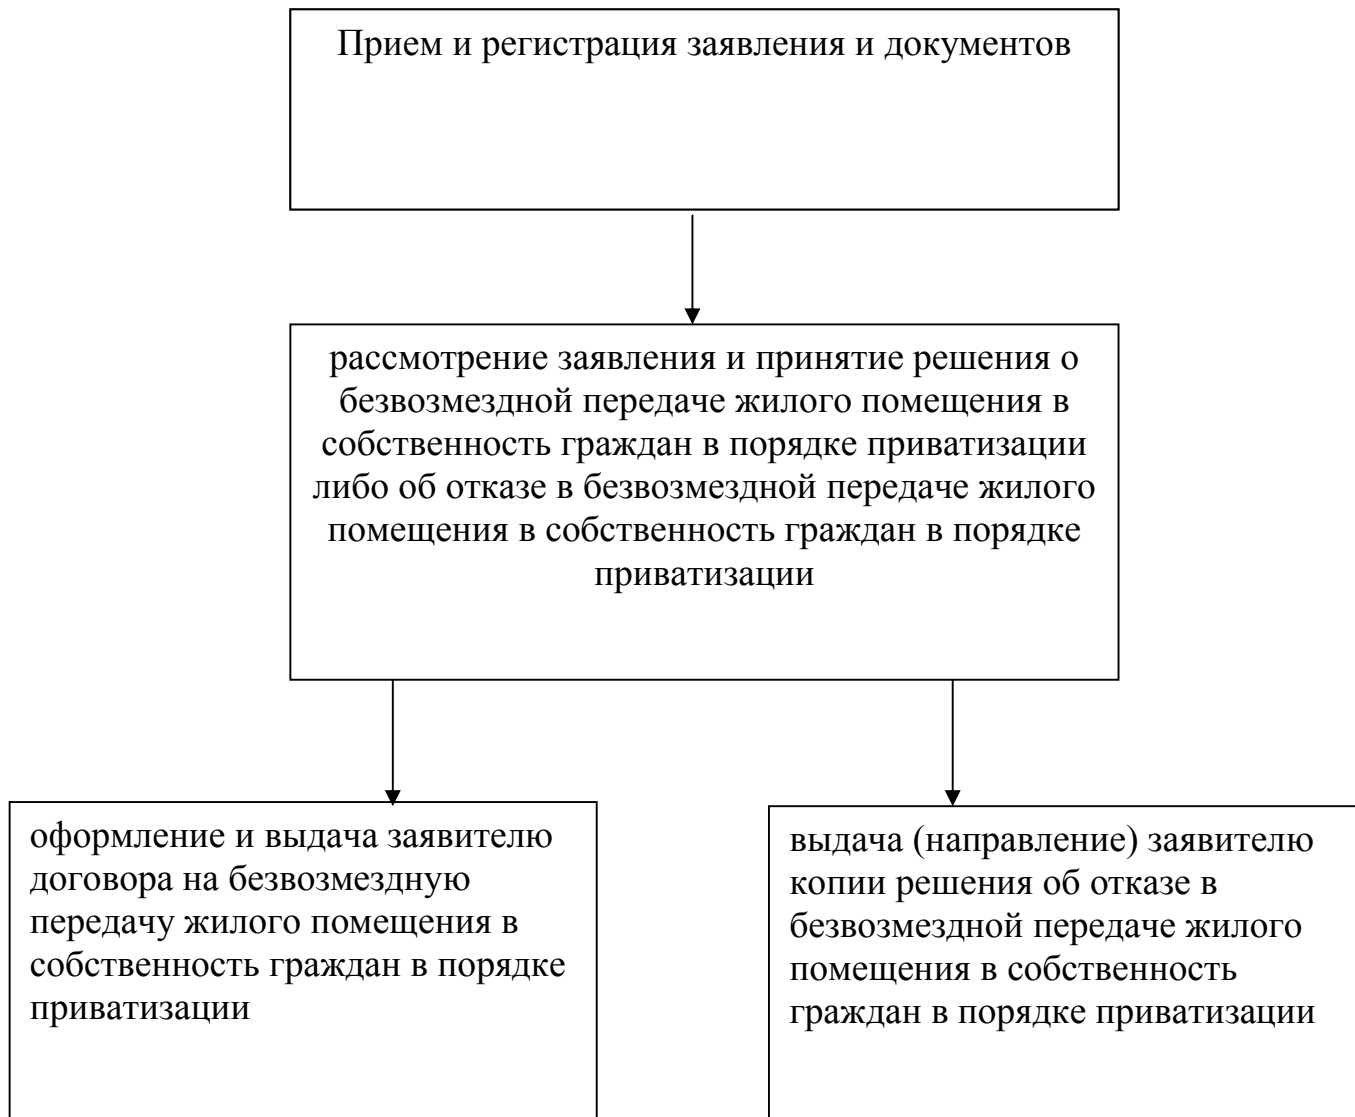 Прием и регистрация заявления и документов
рассмотрение заявления и принятие решения о
безвозмездной передаче жилого помещения в
собственность граждан в порядке приватизации
либо об отказе в безвозмездной передаче жилого
помещения в собственность граждан в порядке
приватизации
оформление и выдача заявителю
договора на безвозмездную
передачу жилого помещения в
собственность граждан в порядке
приватизации
выдача (направление) заявителю
копии решения об отказе в
безвозмездной передаче жилого
помещения в собственность
граждан в порядке приватизации